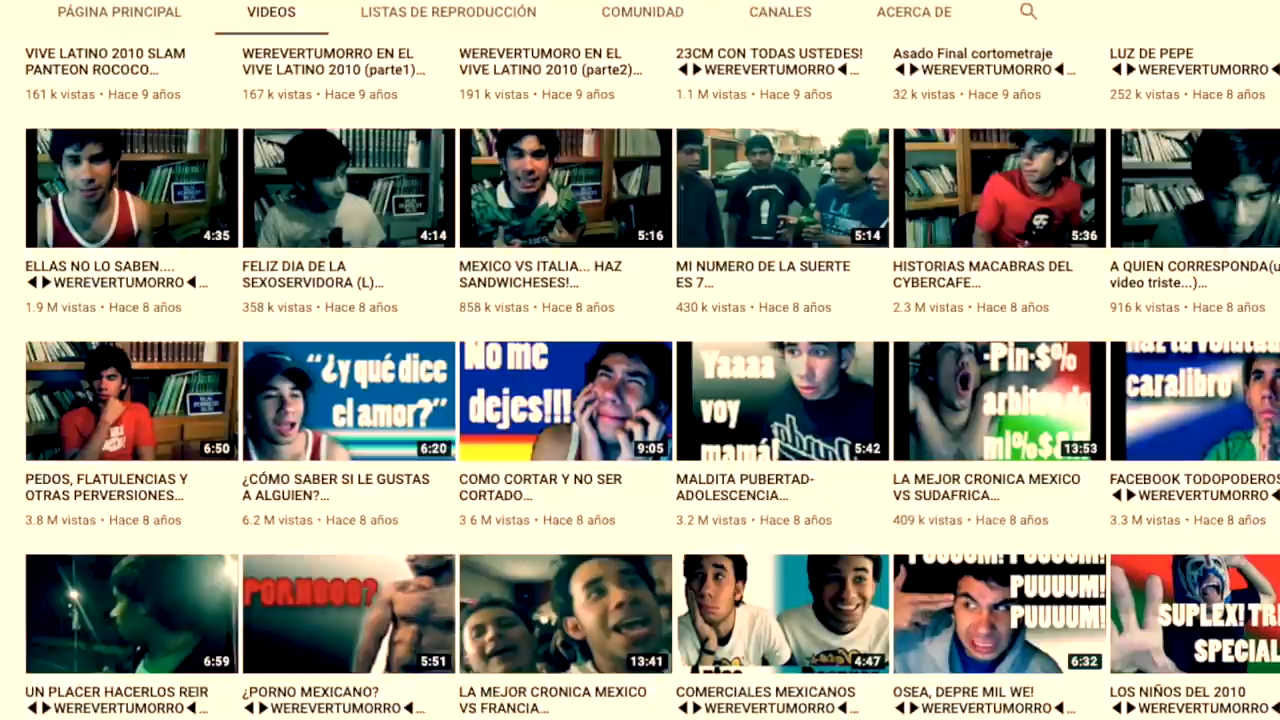 PÁGINA PRINCIPAL VIDEOS LISTAS DE REPRODUCCIÓN COMUNIDAD CANALES ACERCA DE
VIVE LATINO 2010 SLAM
PANTEON ROCOCO...
161 k vistas • Hace 9 años
WEREVERTUMORRO EN EL
VIVE LATINO 2010 (parte1)...
167 k vistas • Hace 9 años
WEREVERTUMORO EN EL
VIVE LATINO 2010 (parte2)...
191 k vistas • Hace 9 años
23CM CON TODAS USTEDES!
◀▶WEREVERTUMORRO◀...
1.1 M vistas • Hace 9 años
Asado Final cortometraje
◀▶WEREVERTUMORRO◀...
32 k vistas • Hace 9 años
LUZ DE PEPE
◀▶WEREVERTUMORRO◀
252 k vistas • Hace 8 años
4:35
ELLAS NO LO SABEN....
◀▶WEREVERTUMORRO◀...
1.9 M vistas • Hace 8 años
4:14
FELIZ DIA DE LA
SEXOSERVIDORA (L)...
358 k vistas • Hace 8 años
5:16
MEXICO VS ITALIA... HAZ
SANDWICHESES!...
858 k vistas • Hace 8 años
5:14
MI NUMERO DE LA SUERTE
ES 7...
430 k vistas • Hace 8 años
5:36
HISTORIAS MACABRAS DEL
CYBERCAFE...
2.3 M vistas • Hace 8 años
A QUIEN CORRESPONDA(u
video triste...)...
916 k vistas • Hace 8 años
6:50
PEDOS, FLATULENCIAS Y
OTRAS PERVERSIONES...
3.8 M vistas • Hace 8 años
“¿y qué dice
el amor?”
6:20
¿CÓMO SABER SI LE GUSTAS
A ALGUIEN?...
6.2 M vistas • Hace 8 años
No me
dejes!!!
9:05
COMO CORTAR Y NO SER
CORTADO...
3.6 M vistas • Hace 8 años
Yaaaa
voy
mamá!
5:42
MALDITA PUBERTAD-
ADOLESCENCIA...
3.2 M vistas • Hace 8 años
-Pin-$%
13:53
LA MEJOR CRONICA MEXICO
VS SUDAFRICA...
409 k vistas • Hace 8 años
caralibro
FACEBOOK TODOPODEROS
◀▶WEREVERTUMORRO◀
3.3 M vistas • Hace 8 años
6:59
UN PLACER HACERLOS REIR
◀▶WEREVERTUMORRO◀...
PORNOOO?
5:51
¿PORNO MEXICANO?
◀▶WEREVERTUMORRO◀...
13:41
LA MEJOR CRONICA MEXICO
VS FRANCIA...
4:47
COMERCIALES MEXICANOS
◀▶WEREVERTUMORRO◀...
PUUUUM! PUUUUM!
PUUUUM!
PUUUUM!
6:32
OSEA, DEPRE MIL WE!
◀▶WEREVERTUMORRO◀...
SUPLEX! TRI
SPECIAL
LOS NIÑOS DEL 2010
◀▶WEREVERTUMORRO◀